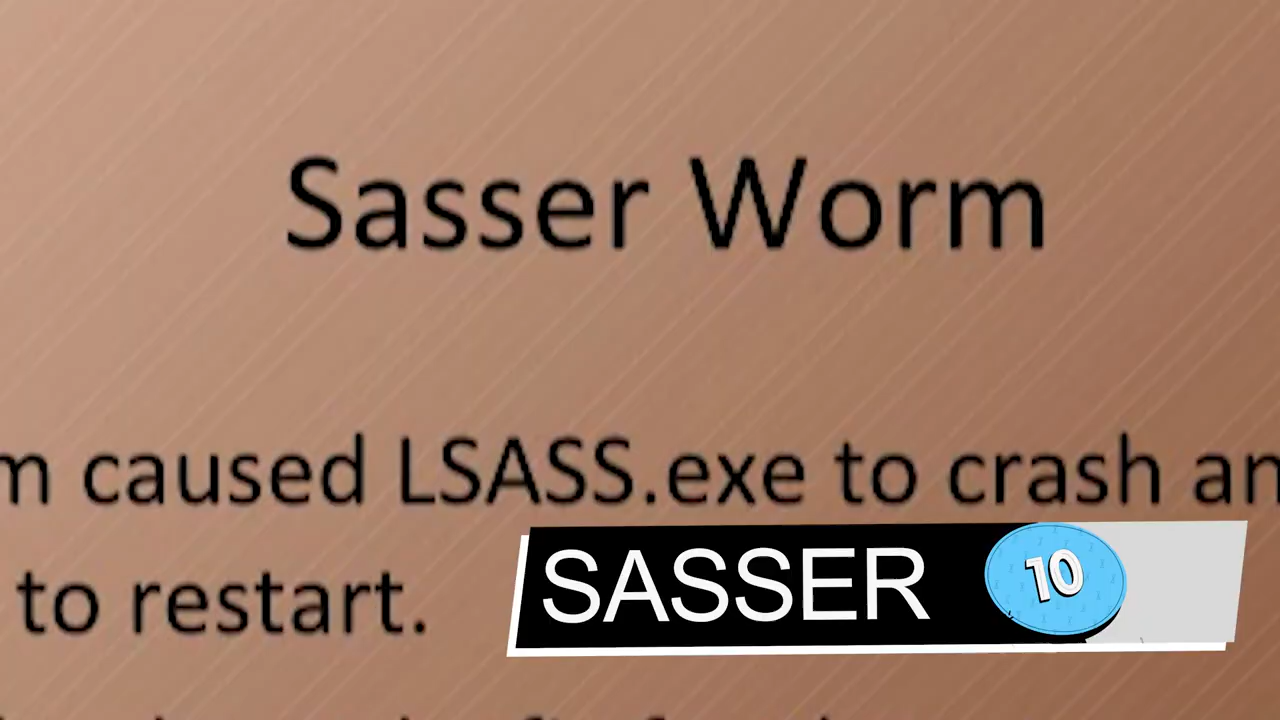 Sasser Worm
m caused LSASS.exe to crash an
to restart.
SASSER 10